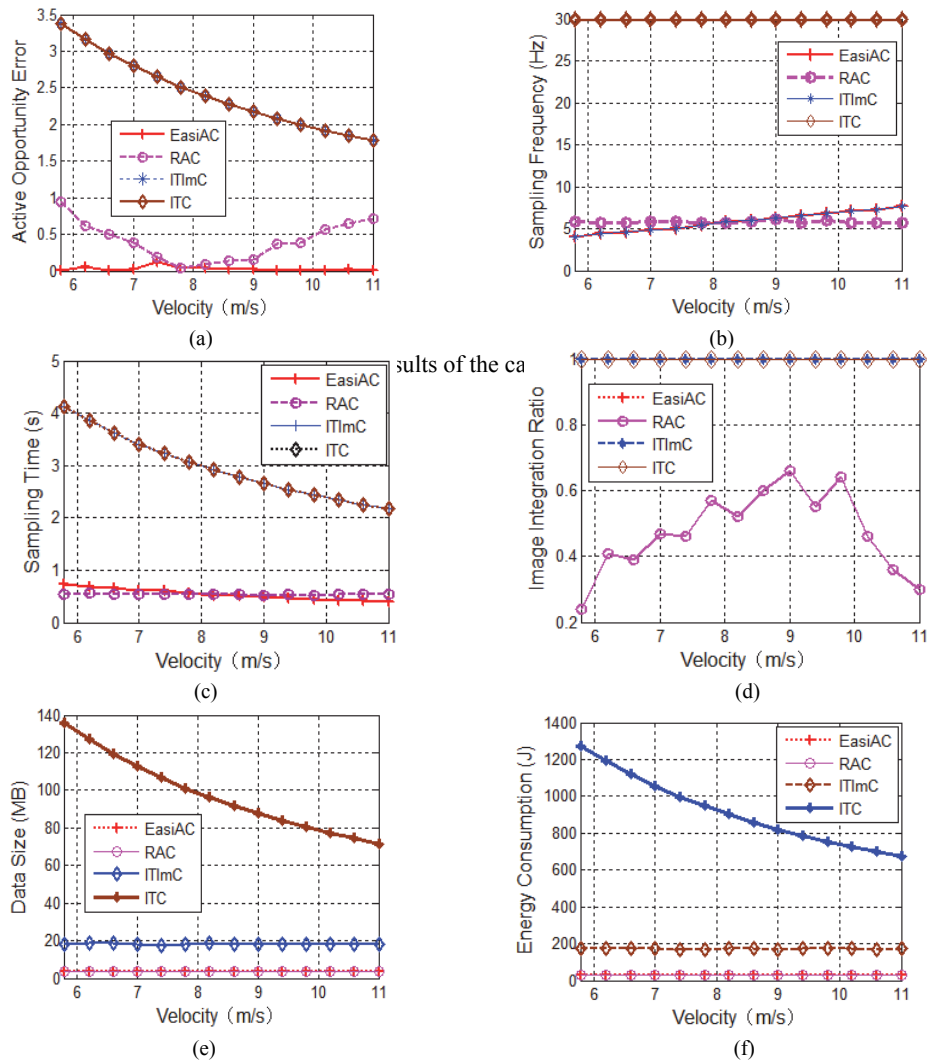 3.5
3
2.5
2
1.5
1
0.5
0
Active Opportunity Error
EasiAC
RAC
ITImC
ITC
6 7 8 9 10 11
Velocity（m/s）
(a)
30
25
20
15
10
5
0
Sampling Frequency (Hz)
EasiAC
RAC
ITImC
ITC
6 7 8 9 10 11
Velocity（m/s）
(b)
sults of the ca
5
4
3
2
1
0
Sampling Time (s)
EasiAC
RAC
ITImC
ITC
6 7 8 9 10 11
Velocity（m/s）
(c)
1
0.8
0.6
0.4
0.2
Image Integration Ratio
EasiAC
RAC
ITImC
ITC
6 7 8 9 10 11
Velocity（m/s）
(d)
140
120
100
80
60
40
20
0
Data Size (MB)
EasiAC
RAC
ITImC
ITC
6 7 8 9 10 11
Velocity（m/s）
(e)
1400
1200
1000
800
600
400
200
0
Energy Consumption (J)
EasiAC
RAC
ITImC
ITC
6 7 8 9 10 11
Velocity（m/s）
(f)